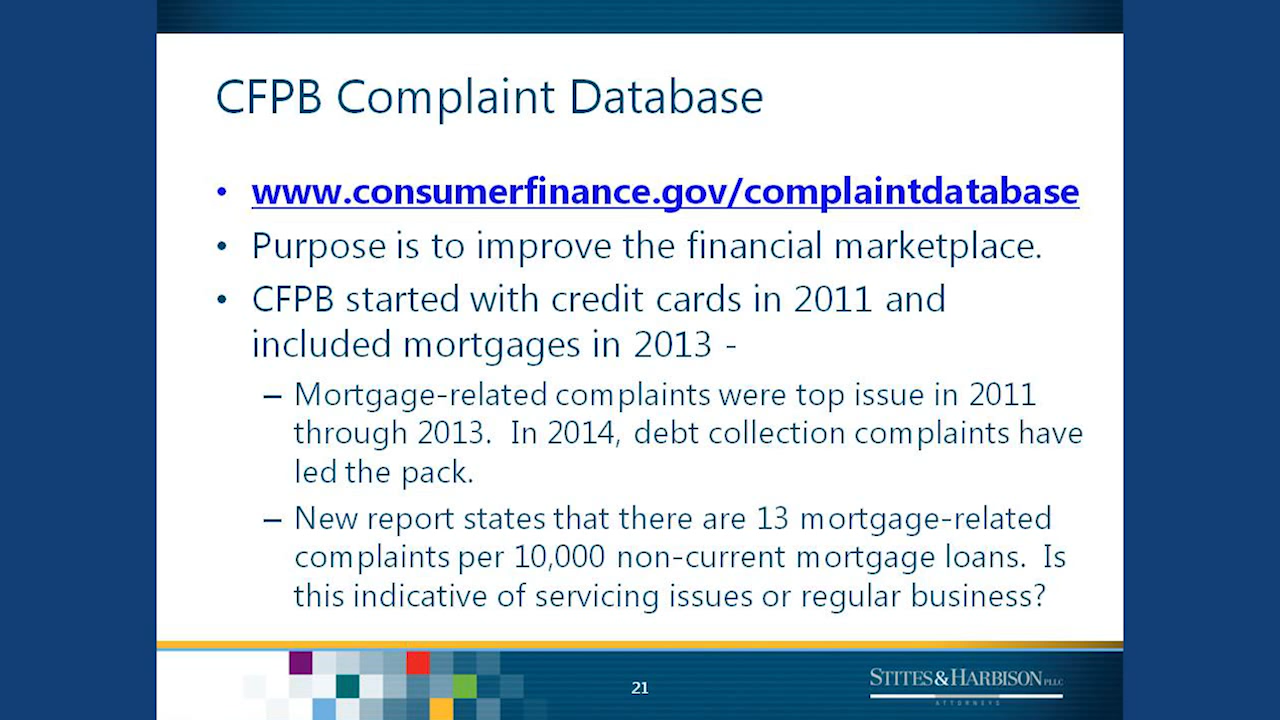 CFPB Complaint Database
• www.consumerfinance.gov/complaintdatabase
• Purpose is to improve the financial marketplace.
• CFPB started with credit cards in 2011 and
included mortgages in 2013 -
– Mortgage-related complaints were top issue in 2011
through 2013.  In 2014, debt collection complaints have
led the pack.
– New report states that there are 13 mortgage-related
complaints per 10,000 non-current mortgage loans.  Is
this indicative of servicing issues or regular business?
21
STITES & HARBISON PLLC
ATTORNEYS